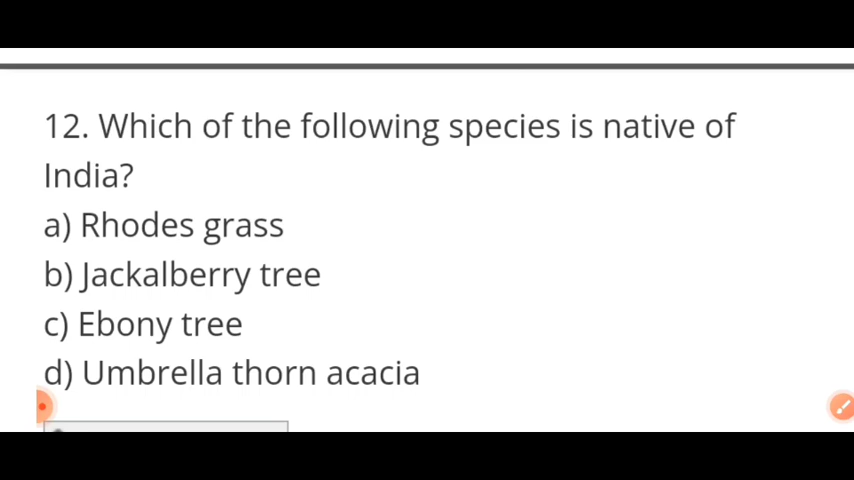 12. Which of the following species is native of
India?
a) Rhodes grass
b) Jackalberry tree
c) Ebony tree
d) Umbrella thorn acacia